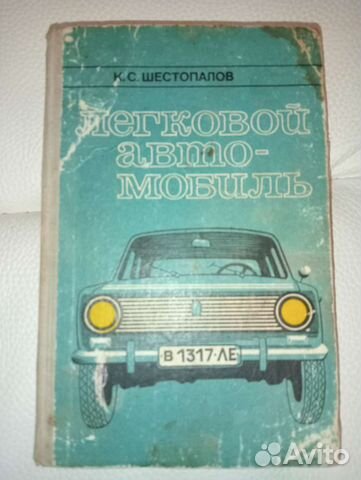 К. С. ШЕСТОПАЛОВ
легковой
авто-
мобиль
В 1317·ЛЕ
Avito